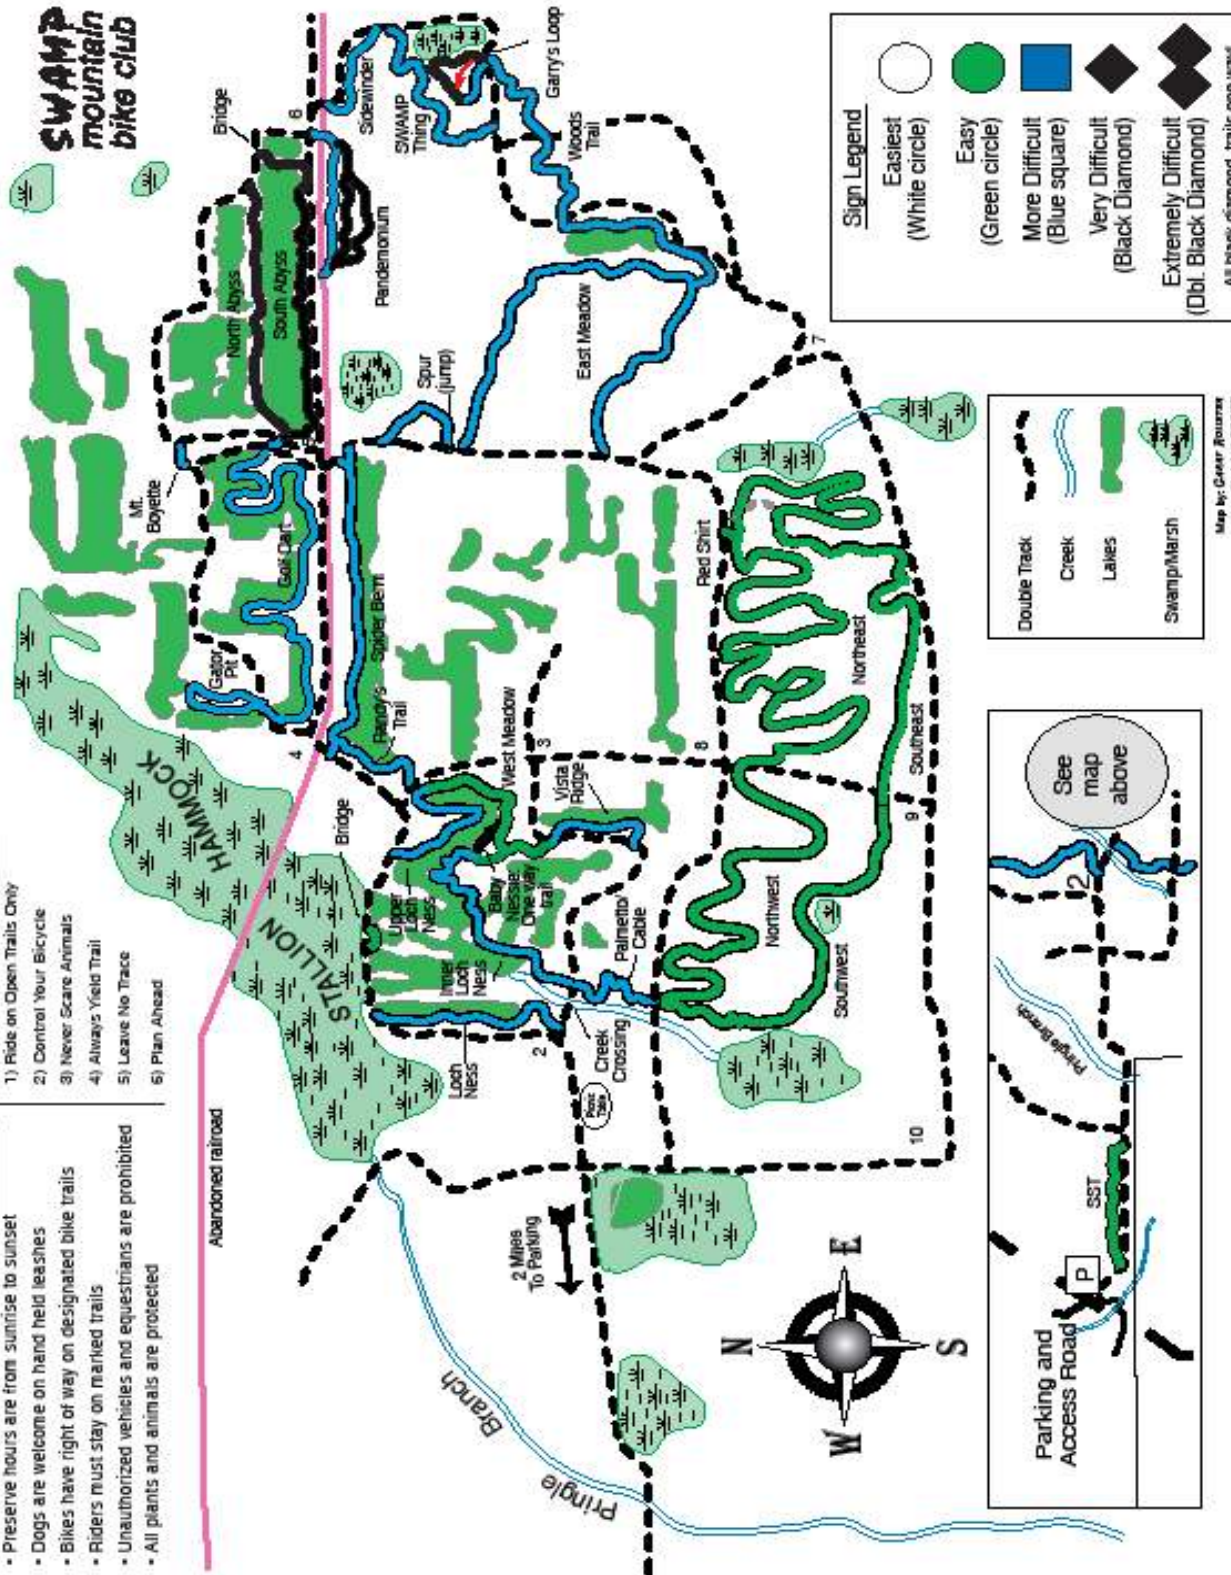 • Preserve hours are from sunrise to sunset
• Dogs are welcome on hand held leashes
• Bikes have right of way on designated bike trails
• Riders must stay on marked trails
• Unauthorized vehicles and equestrians are prohibited
• All plants and animals are protected
1) Ride on Open Trails Only
2) Control Your Bicycle
3) Never Scare Animals
4) Always Yield Trail
5) Leave No Trace
6) Plan Ahead
SWAMP
mountain
bike club
Abandoned railroad
STALLION
HAMMOCK
Gator
Pit
Mt.
Boyette
Golf Dart
North Abyss
South Abyss
Bridge
6
4
Bridge
Randy's
Trail
Spider Berm
Spur
(jump)
Pandemonium
Sidewinder
SWAMP
Thing
Garry's Loop
Woods
Trail
East Meadow
Loch
Ness
Inner
Loch
Ness
Upper
Loch
Ness
Baby
Nessie
One way
trail
West Meadow
Vista
Ridge
3
2
Creek
Crossing
Palmetto/
Cable
Picnic
Table
2 Miles
To Parking
8
Red Shirt
7
Northwest
Northeast
Southwest
Southeast
9
10
Pringle
Branch
N
W
E
S
Parking and
Access Road
P
SST
Pringle Branch
2
See
map
above
Double Track
Creek
Lakes
Swamp/Marsh
Sign Legend
Easiest
(White circle)
Easy
(Green circle)
More Difficult
(Blue square)
Very Difficult
(Black Diamond)
Extremely Difficult
(Dbl. Black Diamond)